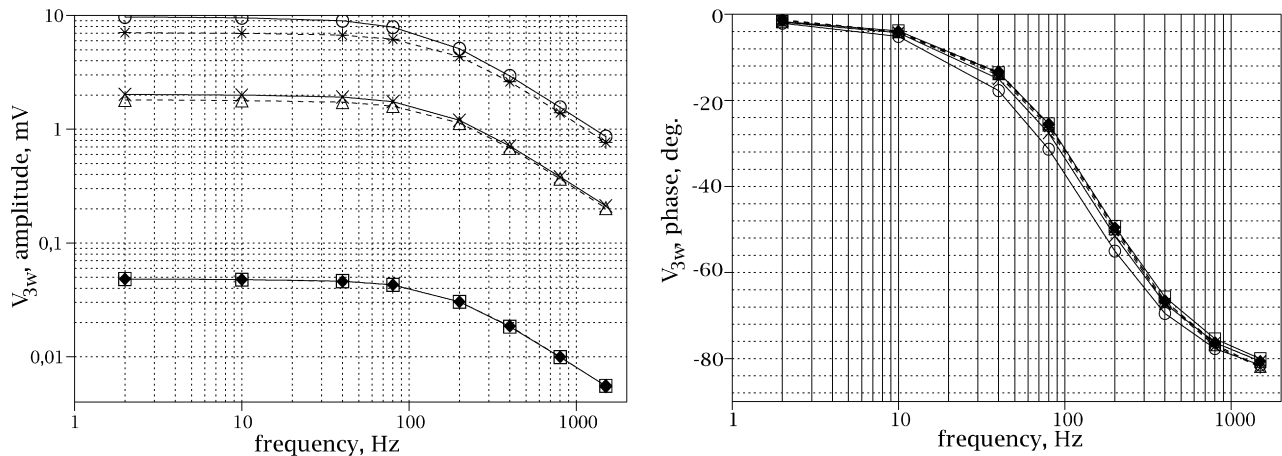 10
1
0,1
0,01
V3w, amplitude, mV
1 10 100 1000
frequency, Hz
0
-20
-40
-60
-80
V3w, phase, deg.
1 10 100 1000
frequency, Hz